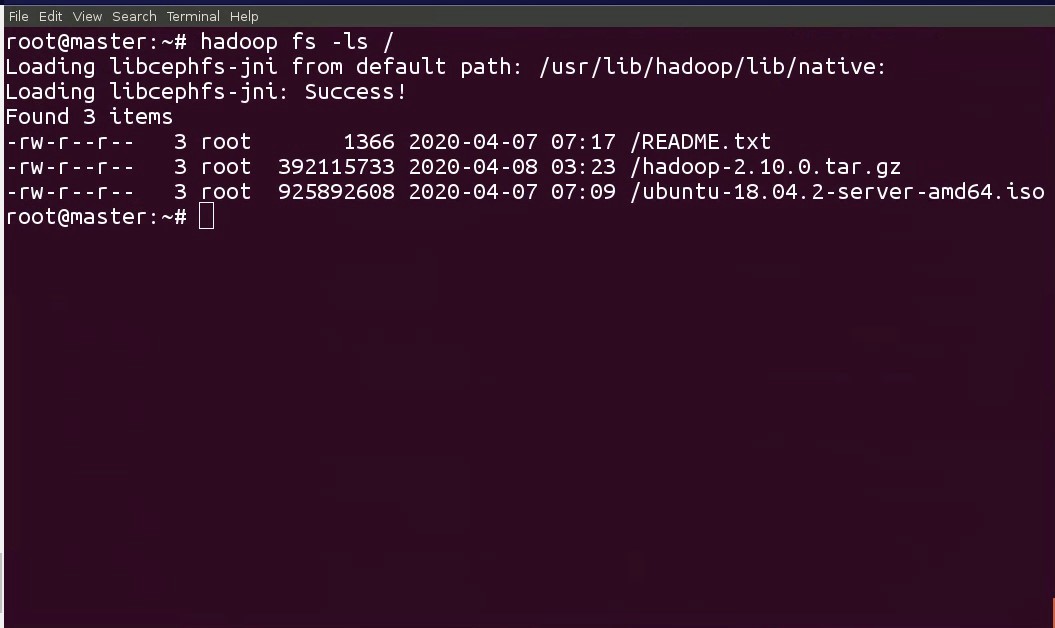 File Edit View Search Terminal Help
root@master:~# hadoop fs -ls /
Loading libcephfs-jni from default path: /usr/lib/hadoop/lib/native:
Loading libcephfs-jni: Success!
Found 3 items
-rw-r--r--   3 root       1366 2020-04-07 07:17 /README.txt
-rw-r--r--   3 root  392115733 2020-04-08 03:23 /hadoop-2.10.0.tar.gz
-rw-r--r--   3 root  925892608 2020-04-07 07:09 /ubuntu-18.04.2-server-amd64.iso
root@master:~#